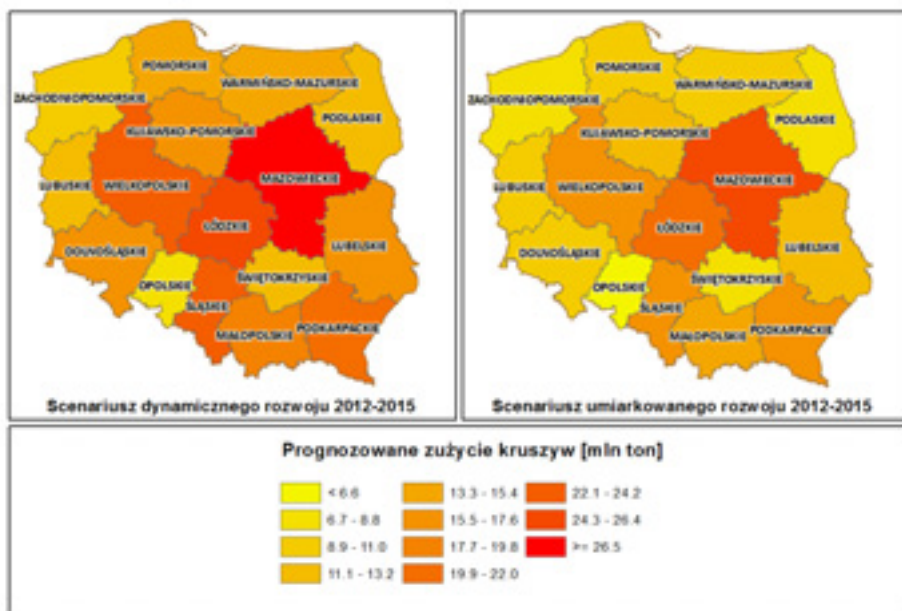 POMORSKIE
WARMIŃSKO-MAZURSKIE
ZACHODNIOPOMORSKIE
PODLASKIE
KUJAWSKO-POMORSKIE
MAZOWIECKIE
LUBUSKIE
WIELKOPOLSKIE
ŁÓDZKIE
LUBELSKIE
DOLNOŚLĄSKIE
ŚWIĘTOKRZYSKIE
OPOLSKIE
ŚLĄSKIE
PODKARPACKIE
MAŁOPOLSKIE
Scenariusz dynamicznego rozwoju 2012-2015
POMORSKIE
WARMIŃSKO-MAZURSKIE
ZACHODNIOPOMORSKIE
PODLASKIE
KUJAWSKO-POMORSKIE
MAZOWIECKIE
LUBUSKIE
WIELKOPOLSKIE
ŁÓDZKIE
LUBELSKIE
DOLNOŚLĄSKIE
ŚWIĘTOKRZYSKIE
OPOLSKIE
ŚLĄSKIE
PODKARPACKIE
MAŁOPOLSKIE
Scenariusz umiarkowanego rozwoju 2012-2015
Prognozowane zużycie kruszyw [mln ton]
< 6.6
6.7 - 8.8
8.9 - 11.0
11.1 - 13.2
13.3 - 15.4
15.5 - 17.6
17.7 - 19.8
19.9 - 22.0
22.1 - 24.2
24.3 - 26.4
>= 26.5